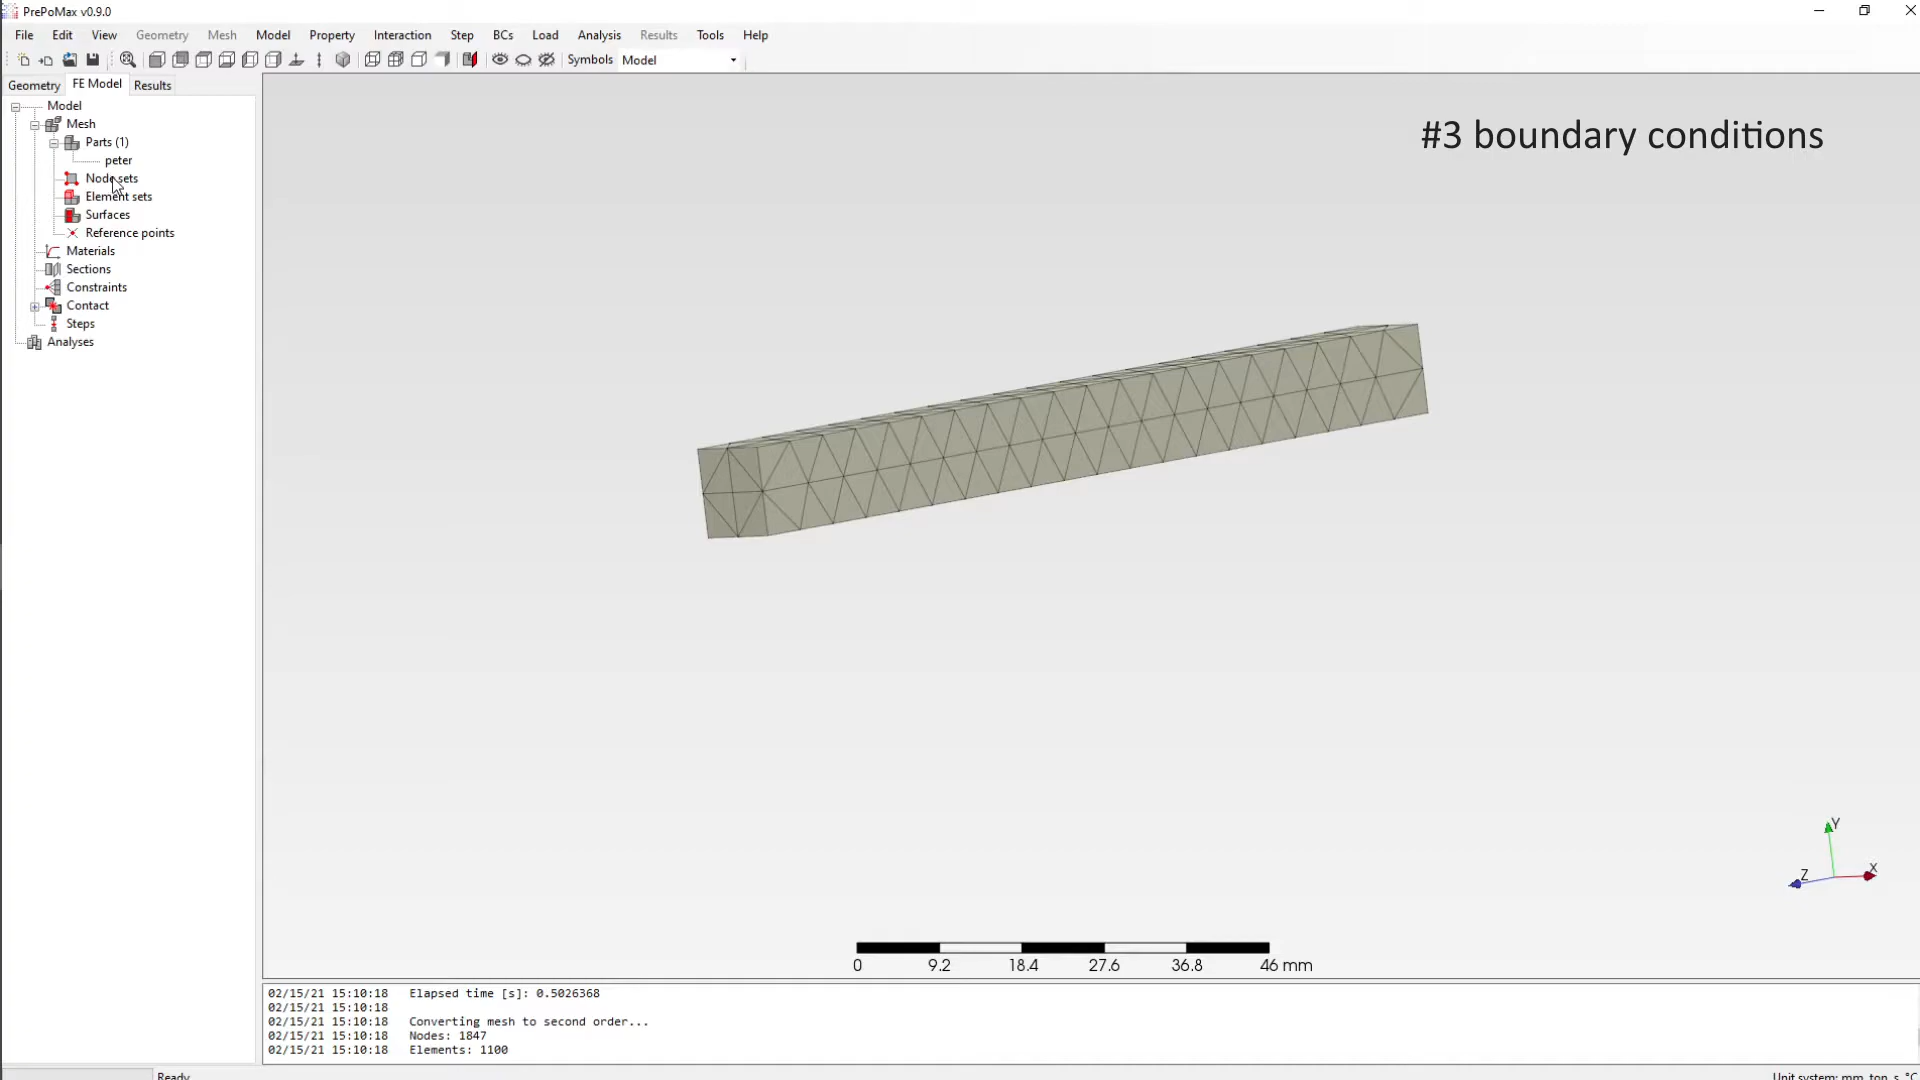 PrePoMax v0.9.0
File Edit View Geometry Mesh Model Property Interaction Step BCs Load Analysis Results Tools Help
Symbols Model
Geometry FE Model Results
Model
Mesh
Parts (1)
peter
Node sets
Element sets
Surfaces
Reference points
Materials
Sections
Constraints
Contact
Steps
Analyses
#3 boundary conditions
Y
Z
X
0 9.2 18.4 27.6 36.8 46 mm
02/15/21 15:10:18 Elapsed time [s]: 0.5026368
02/15/21 15:10:18
02/15/21 15:10:18 Converting mesh to second order...
02/15/21 15:10:18 Nodes: 1847
02/15/21 15:10:18 Elements: 1100
Ready
Unit system: mm, ton, s, °C